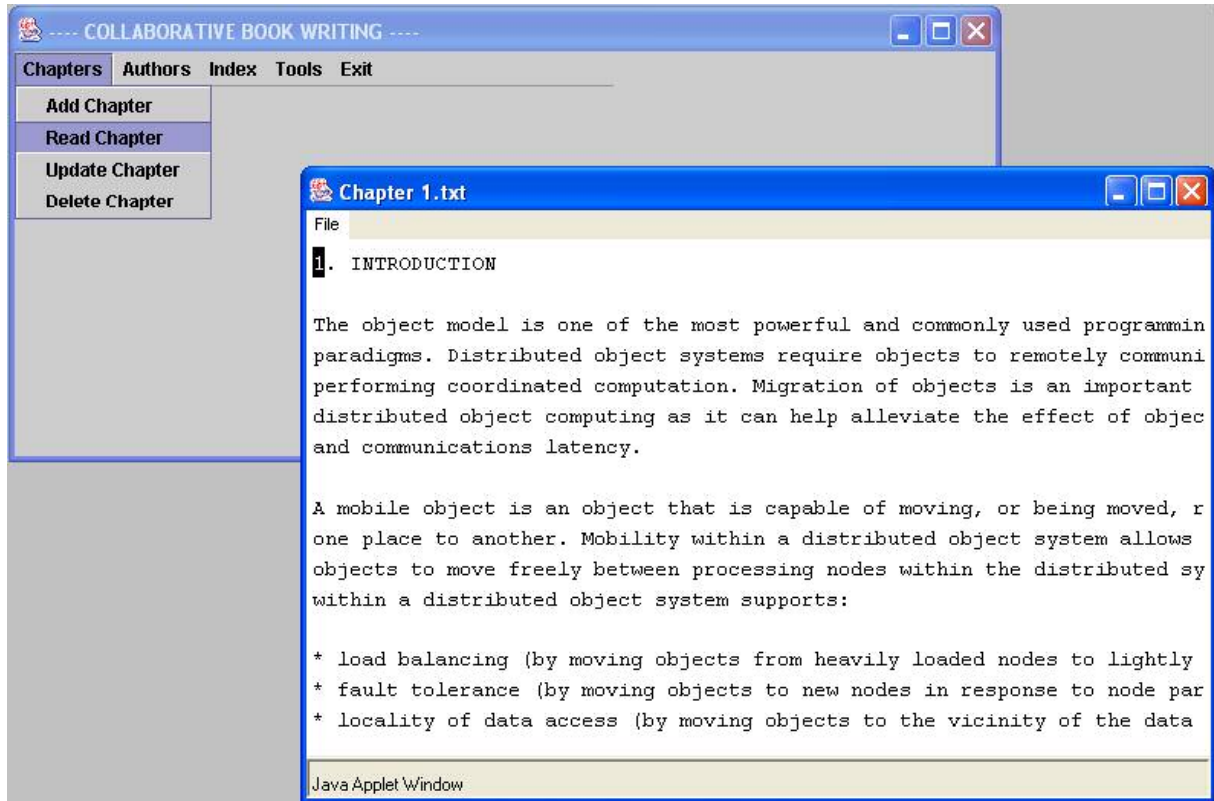 ---- COLLABORATIVE BOOK WRITING ----
Chapters Authors Index Tools Exit
Add Chapter
Read Chapter
Update Chapter
Delete Chapter
Chapter 1.txt
File
1. INTRODUCTION
The object model is one of the most powerful and commonly used programmin
paradigms. Distributed object systems require objects to remotely communi
performing coordinated computation. Migration of objects is an important
distributed object computing as it can help alleviate the effect of objec
and communications latency.
A mobile object is an object that is capable of moving, or being moved, r
one place to another. Mobility within a distributed object system allows
objects to move freely between processing nodes within the distributed sy
within a distributed object system supports:
* load balancing (by moving objects from heavily loaded nodes to lightly
* fault tolerance (by moving objects to new nodes in response to node par
* locality of data access (by moving objects to the vicinity of the data
Java Applet Window